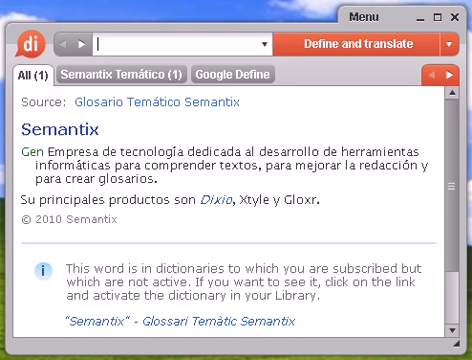 Menu
di
Define and translate
All (1) Semantix Temático (1) Google Define
Source: Glosario Temático Semantix
Semantix
Gen Empresa de tecnología dedicada al desarrollo de herramientas
informáticas para comprender textos, para mejorar la redacción y
para crear glosarios.
Su principales productos son Dixio, Xtyle y Gloxr.
© 2010 Semantix
i
This word is in dictionaries to which you are subscribed but
which are not active. If you want to see it, click on the link
and activate the dictionary in your Library.
"Semantix" - Glossari Temàtic Semantix